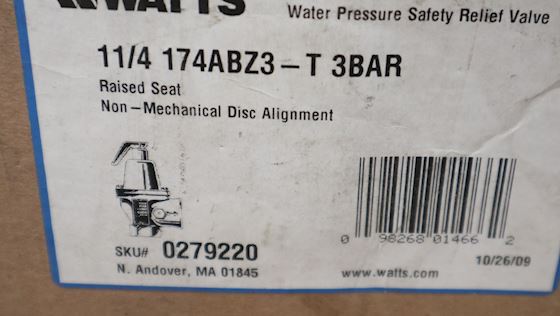 WATTS
Water Pressure Safety Relief Valve
11/4 174ABZ3-T 3BAR
Raised Seat
Non-Mechanical Disc Alignment
0 98268 01466 2
SKU# 0279220
10/26/09
N. Andover, MA 01845
www.watts.com